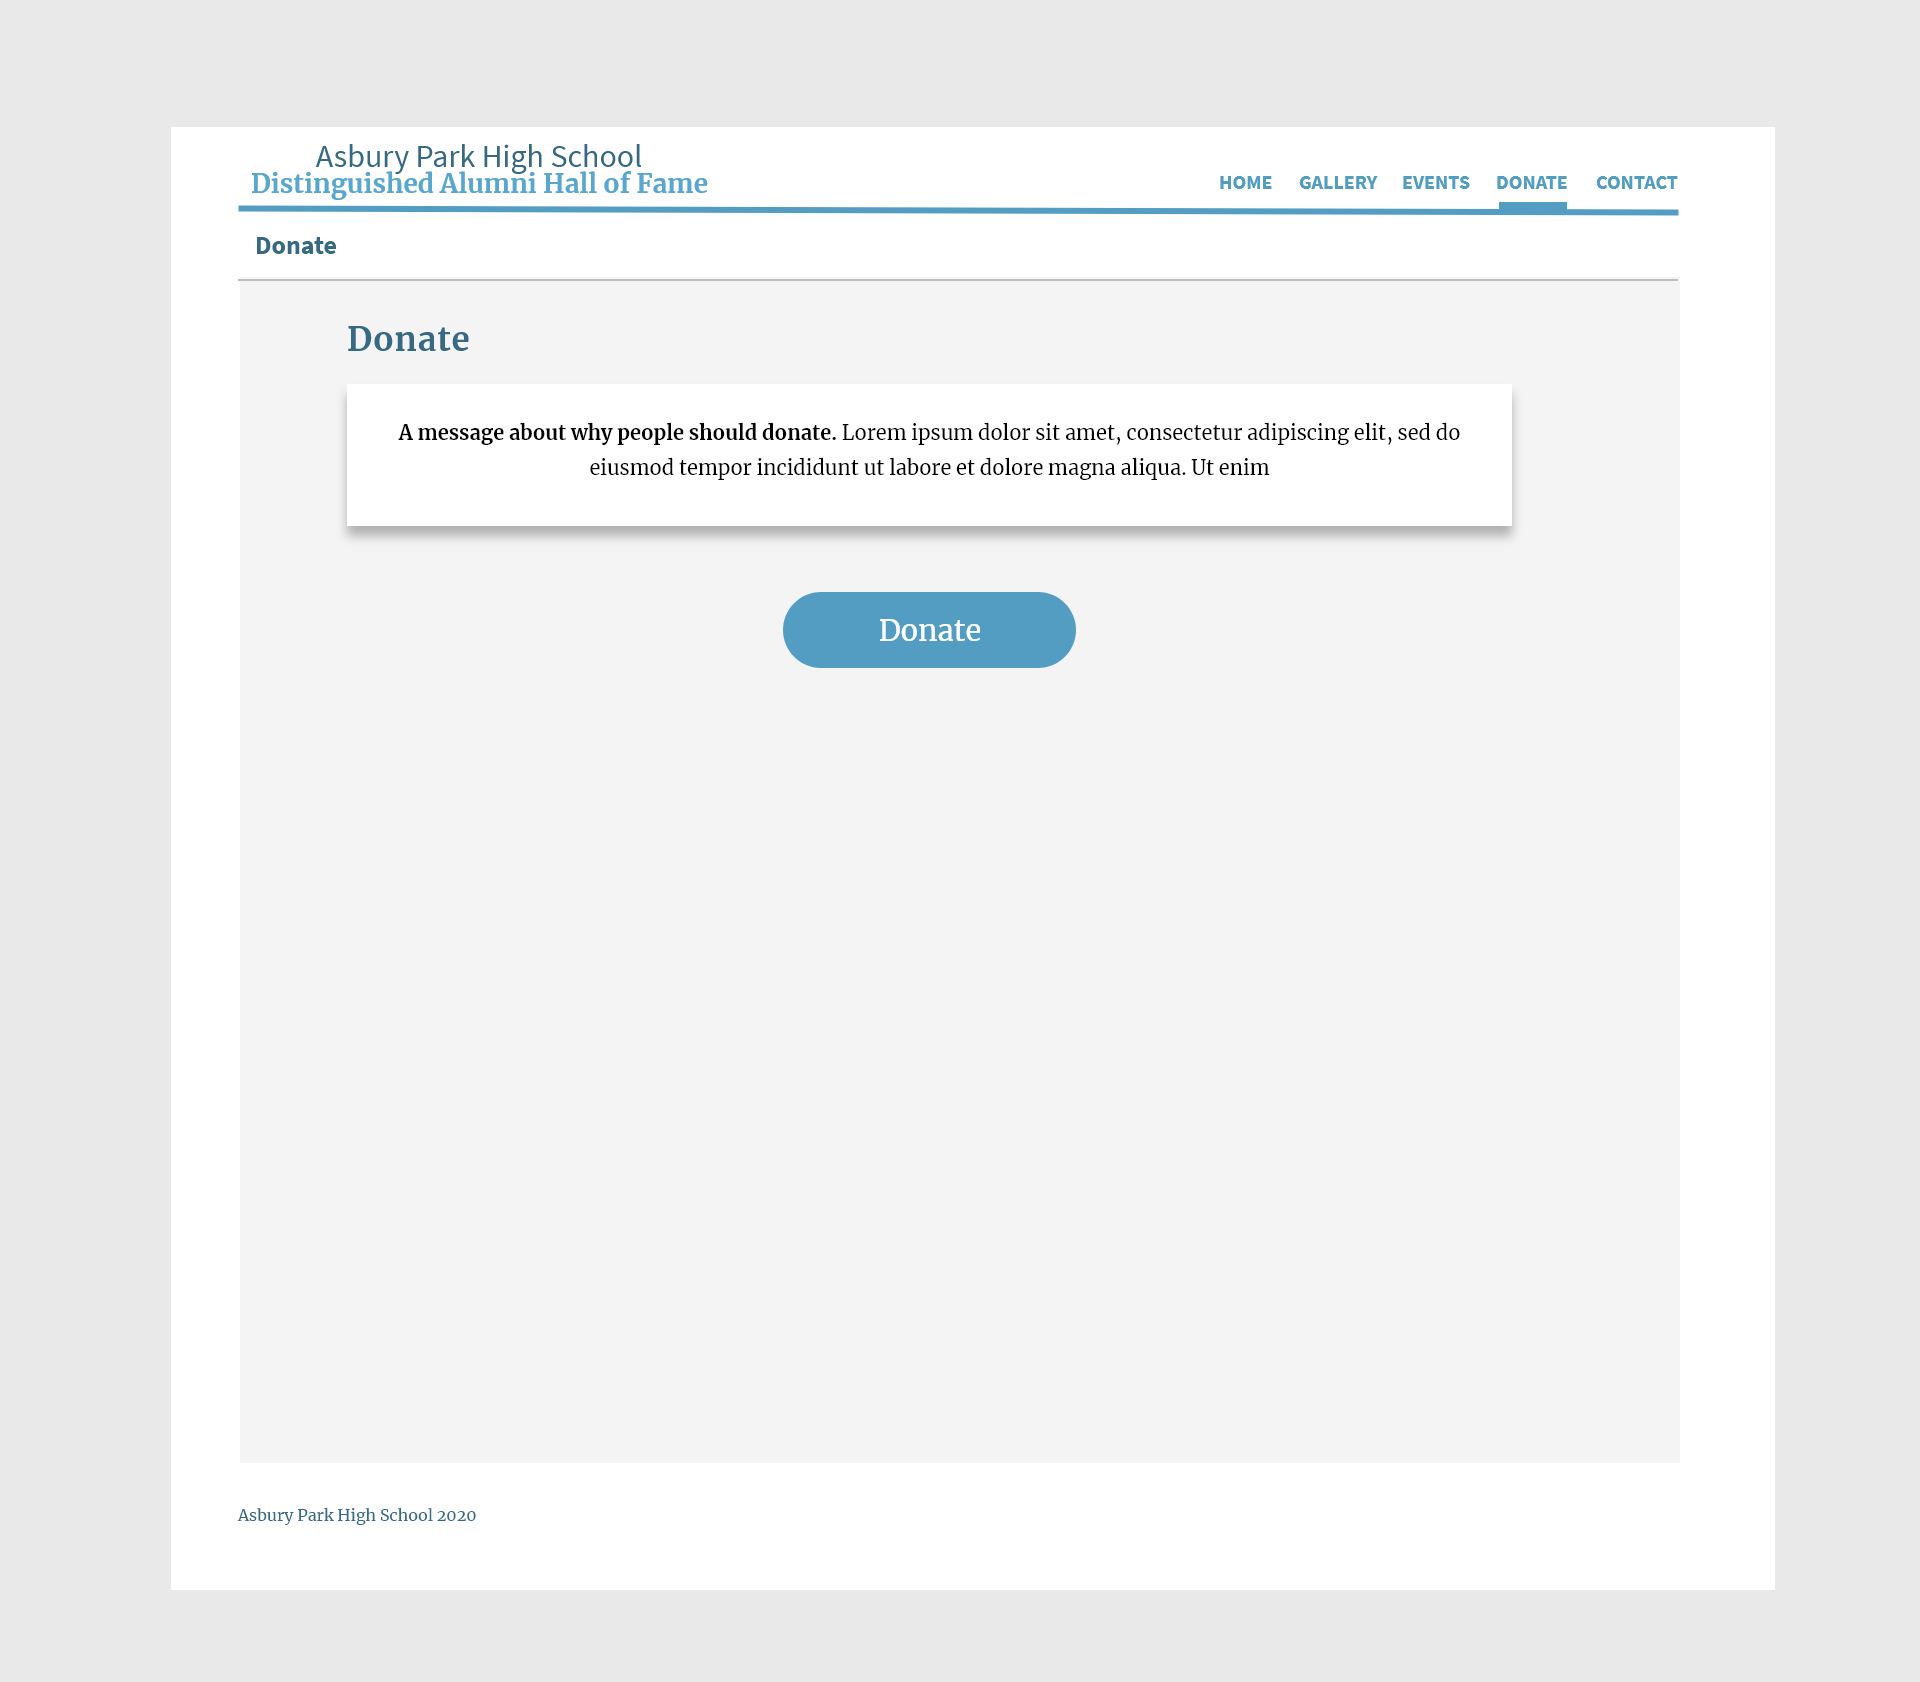 Asbury Park High School
Distinguished Alumni Hall of Fame
HOME GALLERY EVENTS DONATE CONTACT
Donate
Donate
A message about why people should donate. Lorem ipsum dolor sit amet, consectetur adipiscing elit, sed do
eiusmod tempor incididunt ut labore et dolore magna aliqua. Ut enim
Donate
Asbury Park High School 2020